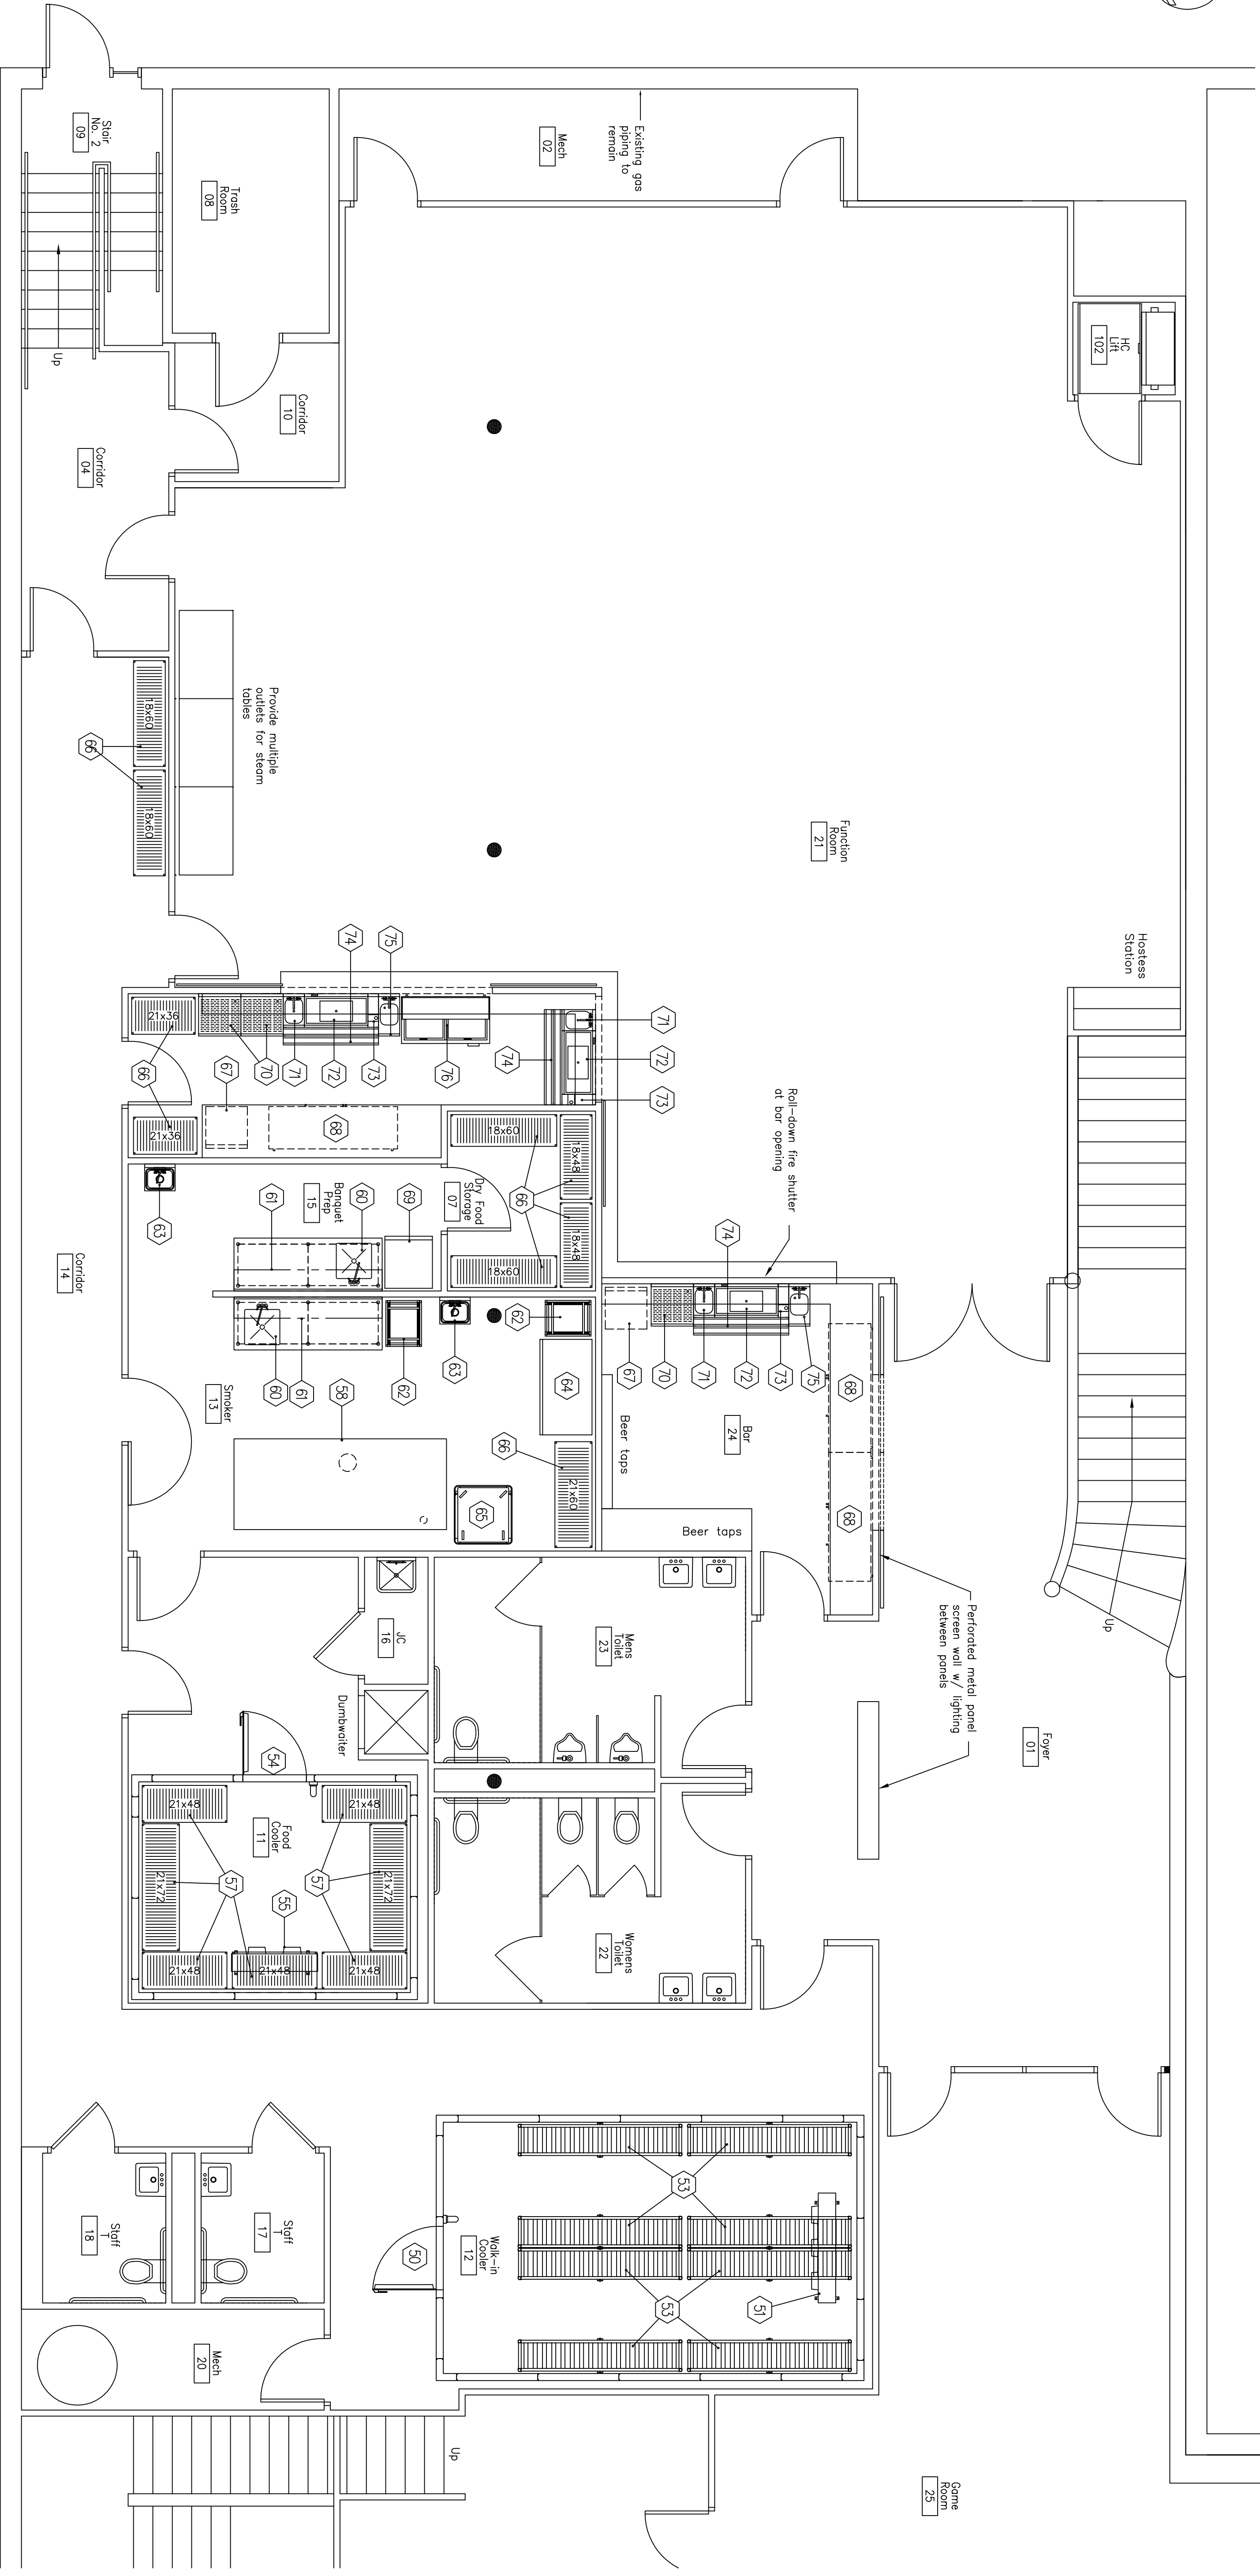 Stair
No. 2
09
Up
Trash
Room
08
Mech
02
Existing gas
piping to
remain
HC
Lift
102
Corridor
10
Corridor
04
18x60
18x60
66
Provide multiple
outlets for steam
tables
Function
Room
21
Hostess
Station
74
75
71
72
73
74
76
73
72
71
70
67
66
21x36
21x36
68
18x60
18x48
18x48
18x60
66
Dry Food
Storage
07
Banquet
Prep
15
60
61
69
63
Corridor
14
Roll-down fire shutter
at bar opening
74
62
63
62
61
60
58
64
66
21x60
65
Smoker
13
67
70
71
72
73
75
68
68
Bar
24
Beer taps
Beer taps
Perforated metal panel
screen wall w/ lighting
between panels
Up
Foyer
01
JC
16
Dumbwaiter
Mens
Toilet
23
Womens
Toilet
22
54
Food
Cooler
11
21x48
21x48
21x72
21x72
57
57
55
21x48
21x48
21x48
53
53
51
50
Walk-in
Cooler
12
Staff
T
17
Staff
T
18
Mech
20
Up
Game
Room
25